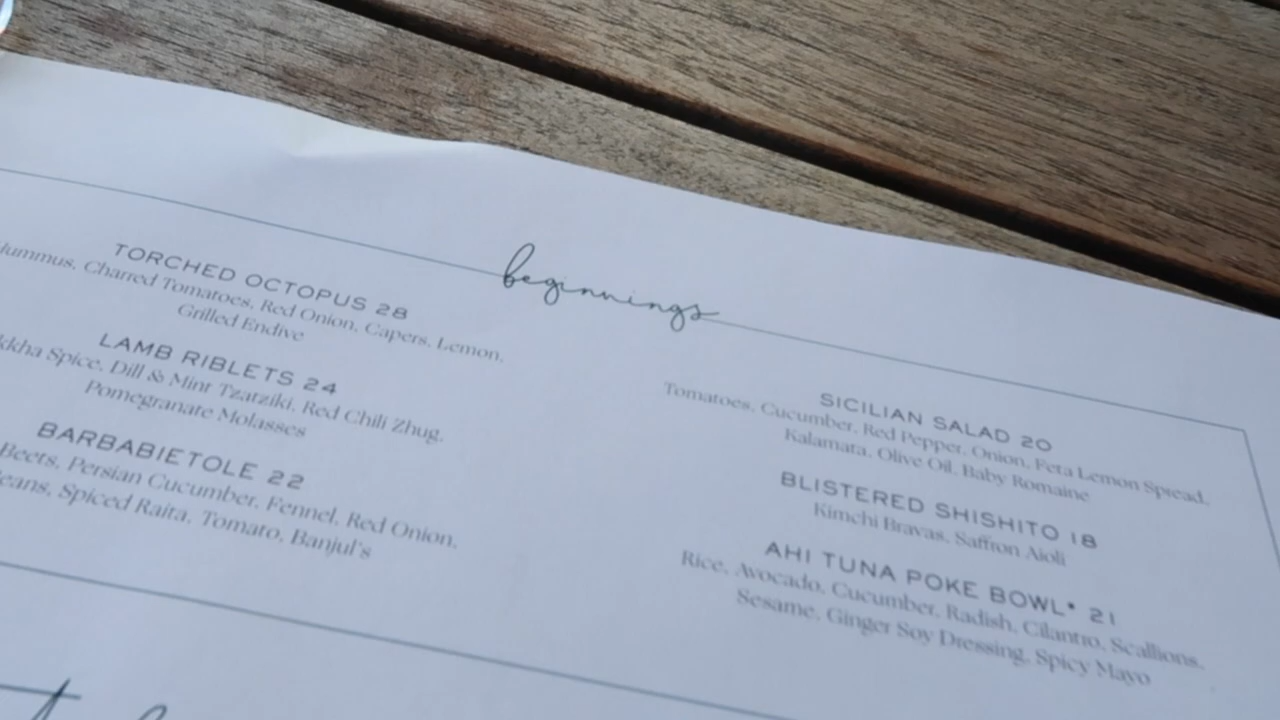 beginnings
TORCHED OCTOPUS 28
Charred Tomatoes, Red Onion, Capers, Lemon,
Grilled Endive
LAMB RIBLETS 24
Spice, Dill & Mint Tzatziki, Red Chili Zhug,
Pomegranate Molasses
BARBABIETOLE 22
Beets, Persian Cucumber, Fennel, Red Onion,
Spiced Raita, Tomato, Banjul's
SICILIAN SALAD 20
Tomatoes, Cucumber, Red Pepper, Onion, Feta Lemon Spread,
Kalamara, Olive Oil, Baby Romaine
BLISTERED SHISHITO 18
Kimchi Bravas, Saffron Aioli
AHI TUNA POKE BOWL* 21
Rice, Avocado, Cucumber, Radish, Cilantro, Scallions,
Sesame, Ginger Soy Dressing, Spicy Mayo